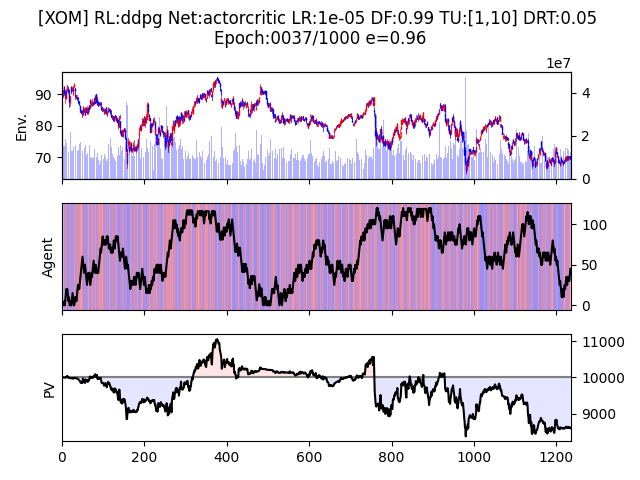 [XOM] RL:ddpg Net:actorcritic LR:1e-05 DF:0.99 TU:[1,10] DRT:0.05
Epoch:0037/1000 e=0.96
1e7
Env.
90
80
70
4
2
0
Agent
100
50
0
PV
11000
10000
9000
0 200 400 600 800 1000 1200